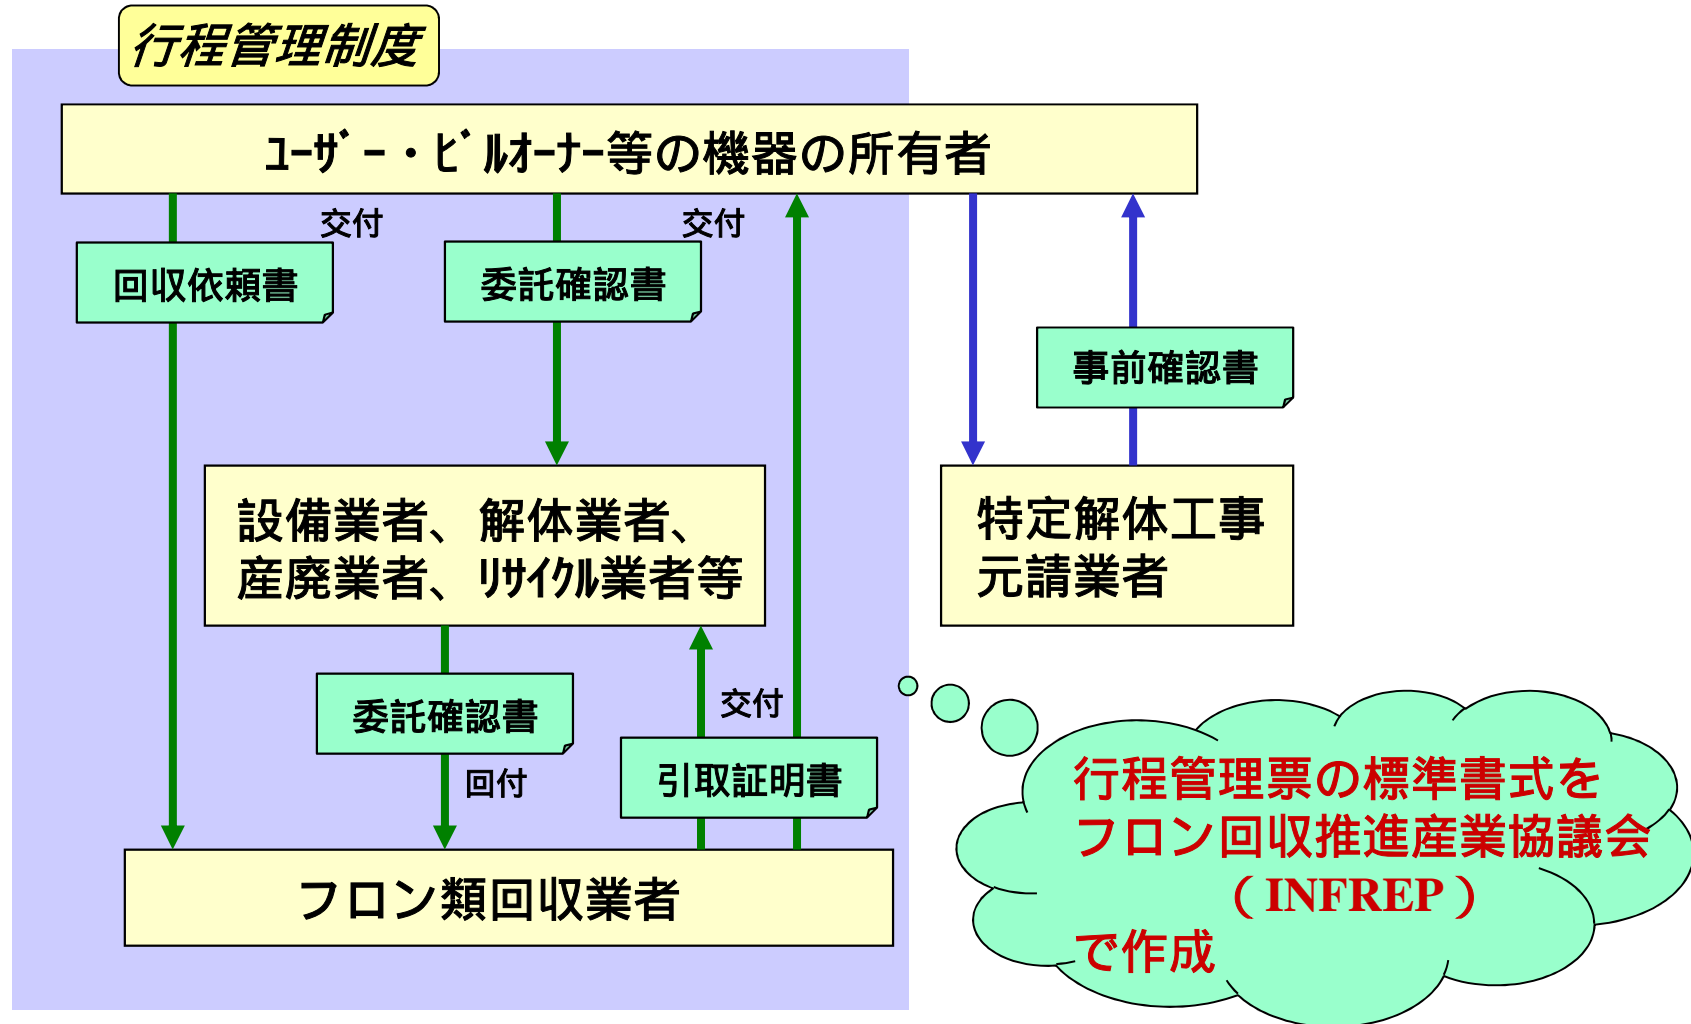 行程管理制度
ﾕｰｻﾞｰ・ﾋﾞﾙｵｰﾅｰ等の機器の所有者
交付
交付
回収依頼書
委託確認書
事前確認書
設備業者、解体業者、
産廃業者、ﾘｻｲｸﾙ業者等
特定解体工事
元請業者
委託確認書
交付
回付
引取証明書
行程管理票の標準書式を
フロン回収推進産業協議会
（INFREP）
で作成
フロン類回収業者